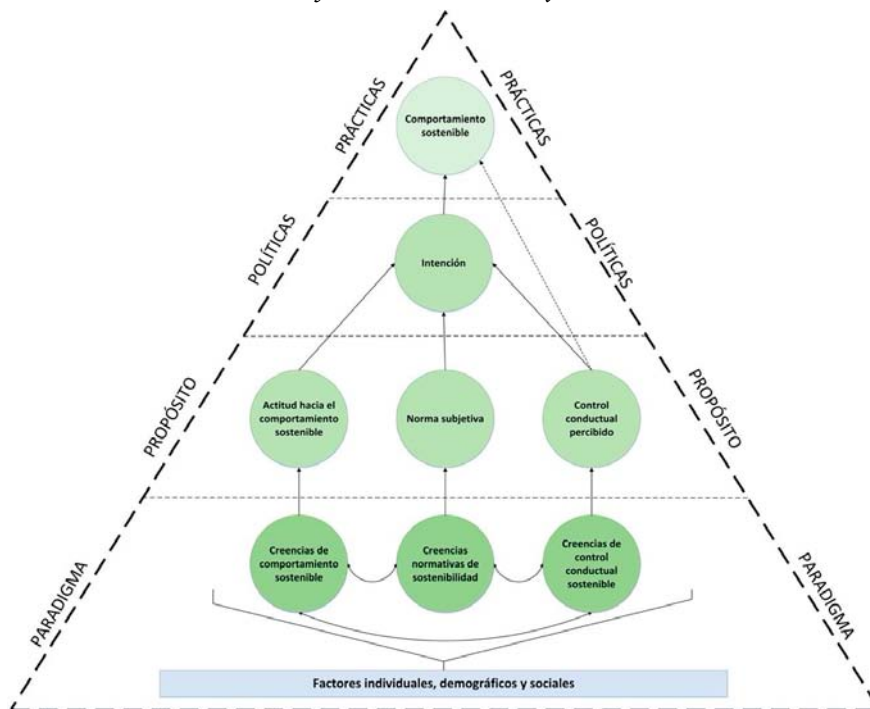 PRÁCTICAS
PRÁCTICAS
Comportamiento
sostenible
POLÍTICAS
POLÍTICAS
Intención
PROPÓSITO
PROPÓSITO
Actitud hacia el
comportamiento
sostenible
Norma subjetiva
Control
conductual
percibido
PARADIGMA
PARADIGMA
Creencias de
comportamiento
sostenible
Creencias
normativas de
sostenibilidad
Creencias de
control
conductual
sostenible
Factores individuales, demográficos y sociales